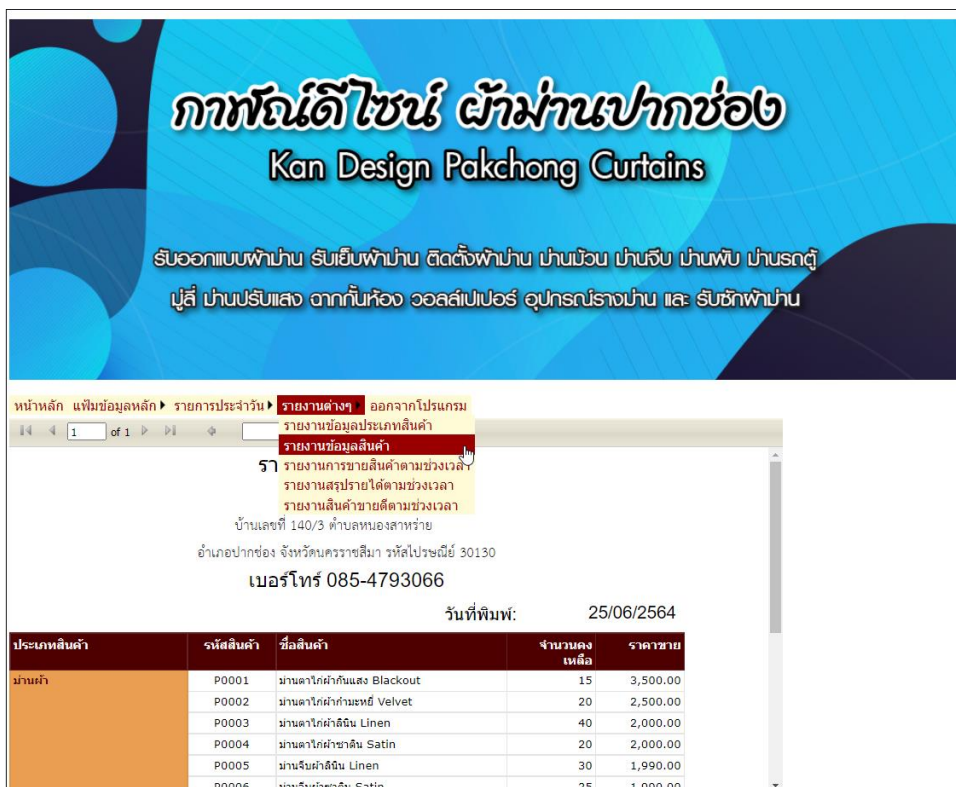 กาฬัณดีไซน์ ผ้าม่านปากช่อง
Kan Design Pakchong Curtains
รับออกแบบผ้าม่าน รับเย็บผ้าม่าน ติดตั้งผ้าม่าน ม่านม้วน ม่านจีบ ม่านพับ ม่านรถตู้
มู่ลี่ ม่านปรับแสง ฉากกั้นห้อง วอลล์เปเปอร์ อุปกรณ์รางม่าน และ รับซักผ้าม่าน
หน้าหลัก แฟ้มข้อมูลหลัก รายการประจำวัน รายงานต่างๆ ออกจากโปรแกรม
1 of 1
รายงานข้อมูลประเภทสินค้า
รายงานข้อมูลสินค้า
รายงานการขายสินค้าตามช่วงเวลา
รายงานสรุปรายได้ตามช่วงเวลา
รายงานสินค้าขายดีตามช่วงเวลา
บ้านเลขที่ 140/3 ตำบลหนองสาหร่าย
อำเภอปากช่อง จังหวัดนครราชสีมา รหัสไปรษณีย์ 30130
เบอร์โทร์ 085-4793066
วันที่พิมพ์: 25/06/2564
ประเภทสินค้า รหัสสินค้า ชื่อสินค้า จำนวนคงเหลือ ราคาขาย
ม่านผ้า P0001 ม่านตาไก่ผ้ากันแสง Blackout 15 3,500.00
P0002 ม่านตาไก่ผ้ากำมะหยี่ Velvet 20 2,500.00
P0003 ม่านตาไก่ผ้าลินิน Linen 40 2,000.00
P0004 ม่านตาไก่ผ้าซาติน Satin 20 2,000.00
P0005 ม่านจีบผ้าลินิน Linen 30 1,990.00
P0006 ม่านจีบผ้าซาติน Satin 25 1,990.00